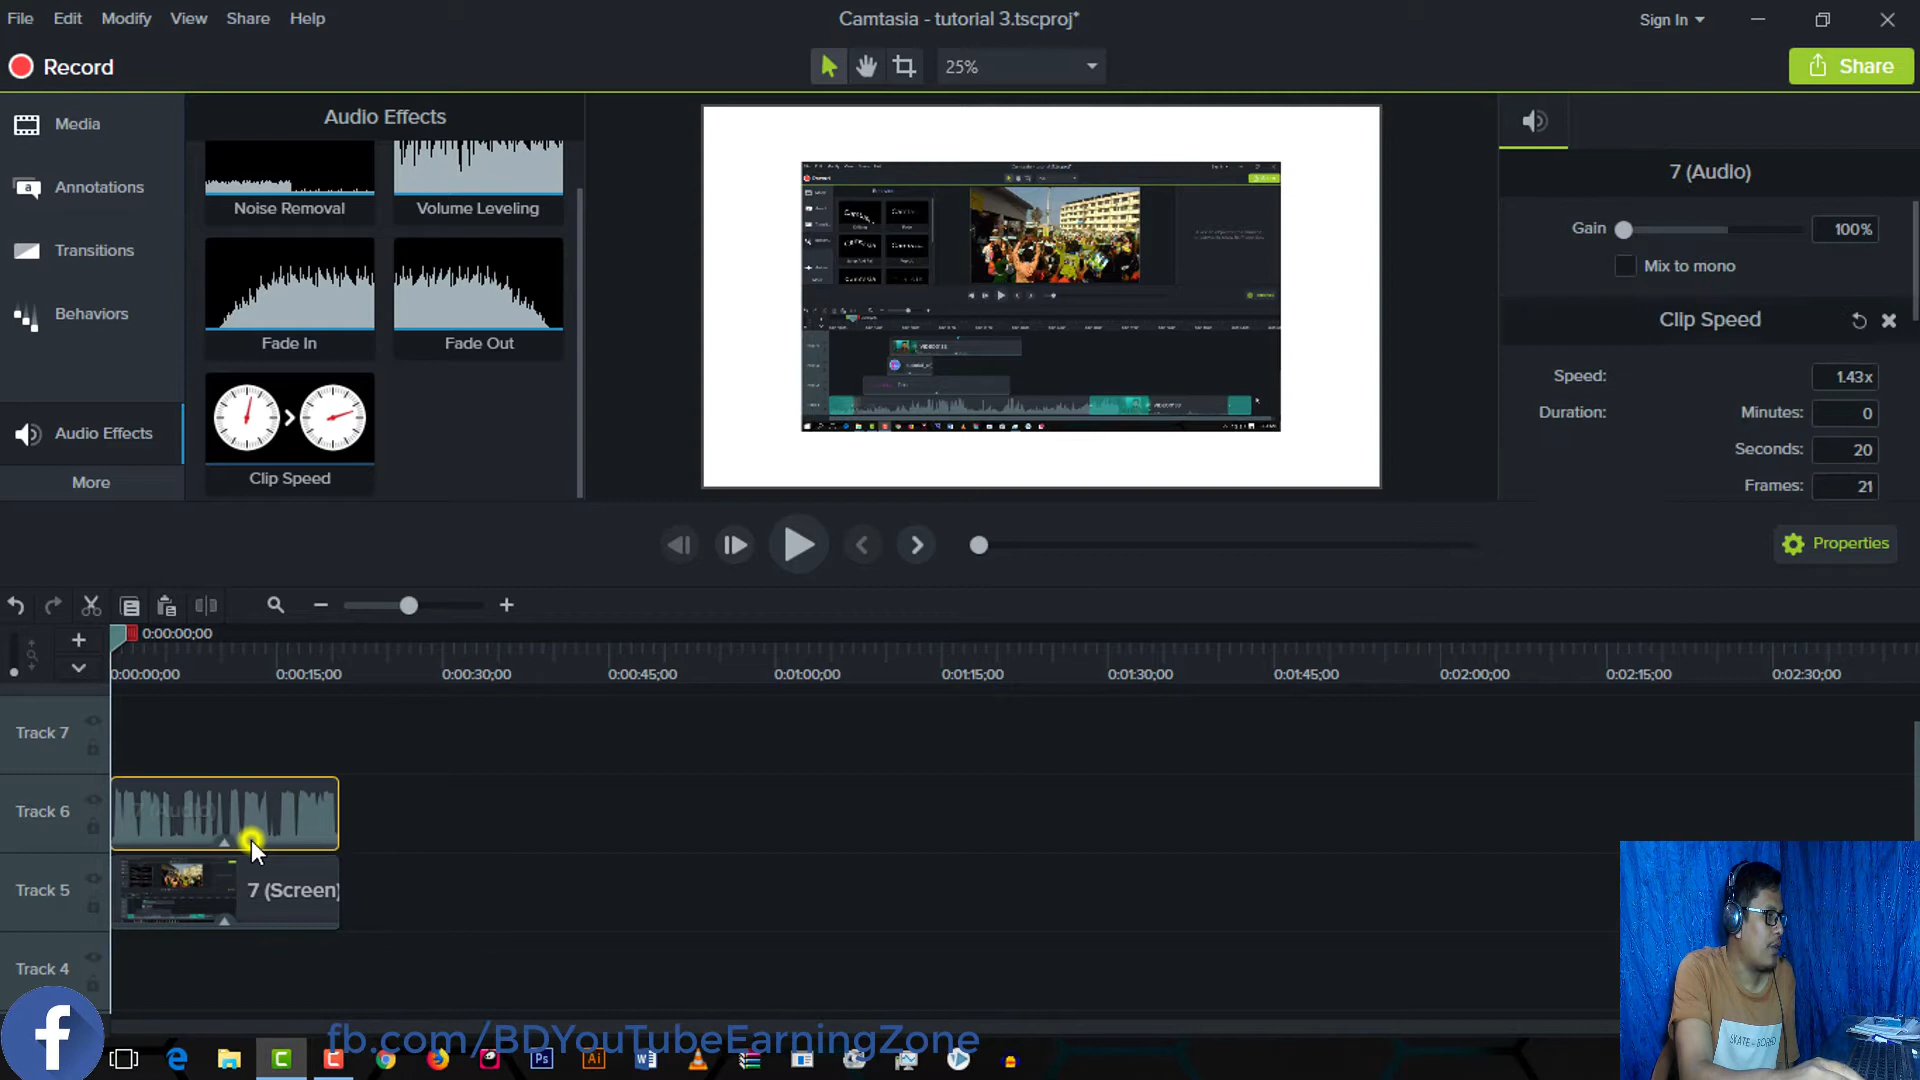 File Edit Modify View Share Help
Camtasia - tutorial 3.tscproj*
Sign In
Record
25%
Share
Media
Annotations
Transitions
Behaviors
Audio Effects
More
Audio Effects
Noise Removal
Volume Leveling
Fade In
Fade Out
Clip Speed
7 (Audio)
Gain 100%
Mix to mono
Clip Speed
Speed: 1.43x
Duration: Minutes: 0
Seconds: 20
Frames: 21
Properties
0:00:00;00
0:00:00;00 0:00:15;00 0:00:30;00 0:00:45;00 0:01:00;00 0:01:15;00 0:01:30;00 0:01:45;00 0:02:00;00 0:02:15;00 0:02:30;00
Track 7
Track 6
7 (Audio)
Track 5
7 (Screen)
Track 4
fb.com/BDYouTubeEarningZone